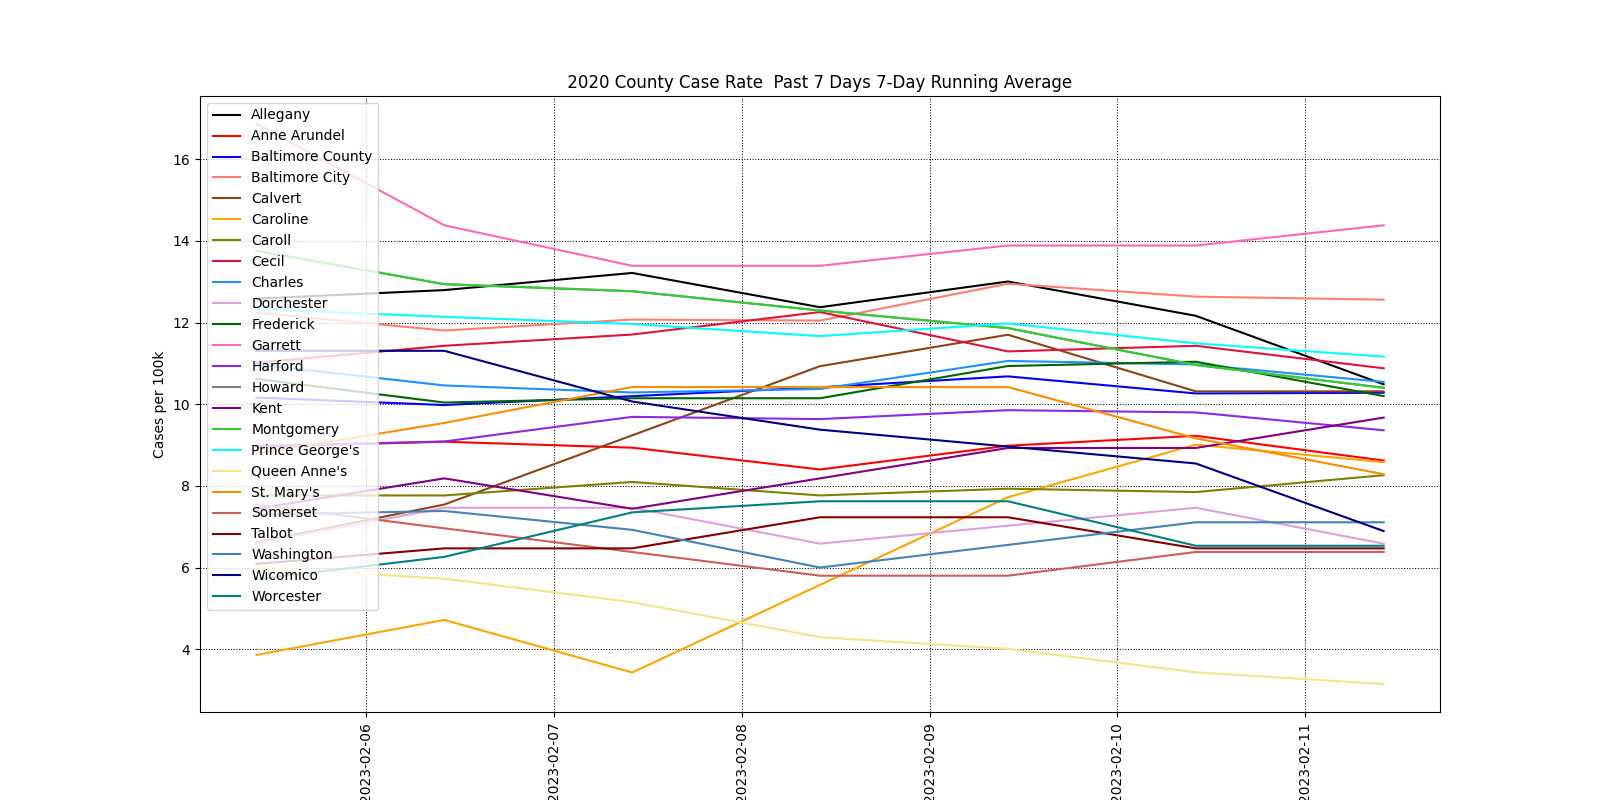 2020 County Case Rate  Past 7 Days 7-Day Running Average
Allegany
Anne Arundel
Baltimore County
Baltimore City
Calvert
Caroline
Caroll
Cecil
Charles
Dorchester
Frederick
Garrett
Harford
Howard
Kent
Montgomery
Prince George's
Queen Anne's
St. Mary's
Somerset
Talbot
Washington
Wicomico
Worcester
Cases per 100k
16
14
12
10
8
6
4
2023-02-06
2023-02-07
2023-02-08
2023-02-09
2023-02-10
2023-02-11